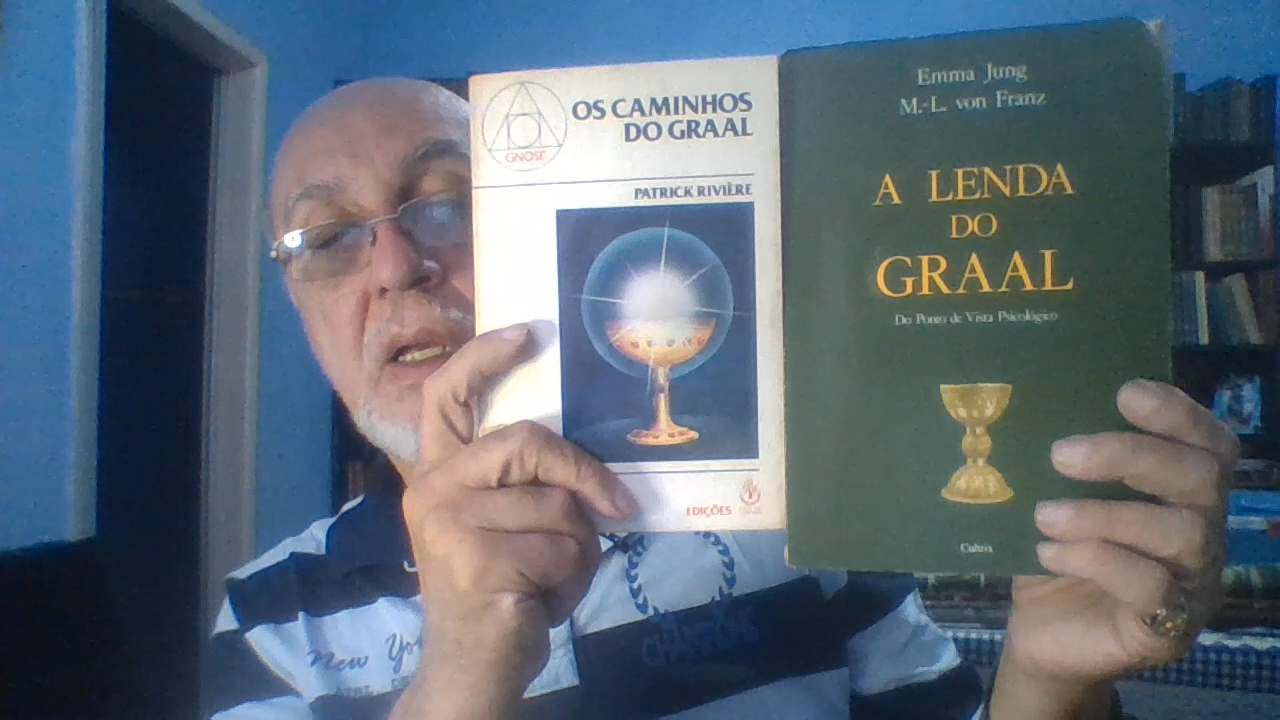 GNOSE
OS CAMINHOS
DO GRAAL
PATRICK RIVIÈRE
EDIÇÕES
Emma Jung
M.-L. von Franz
A LENDA
DO
GRAAL
Do Ponto de Vista Psicológico
Cultrix
New Yo